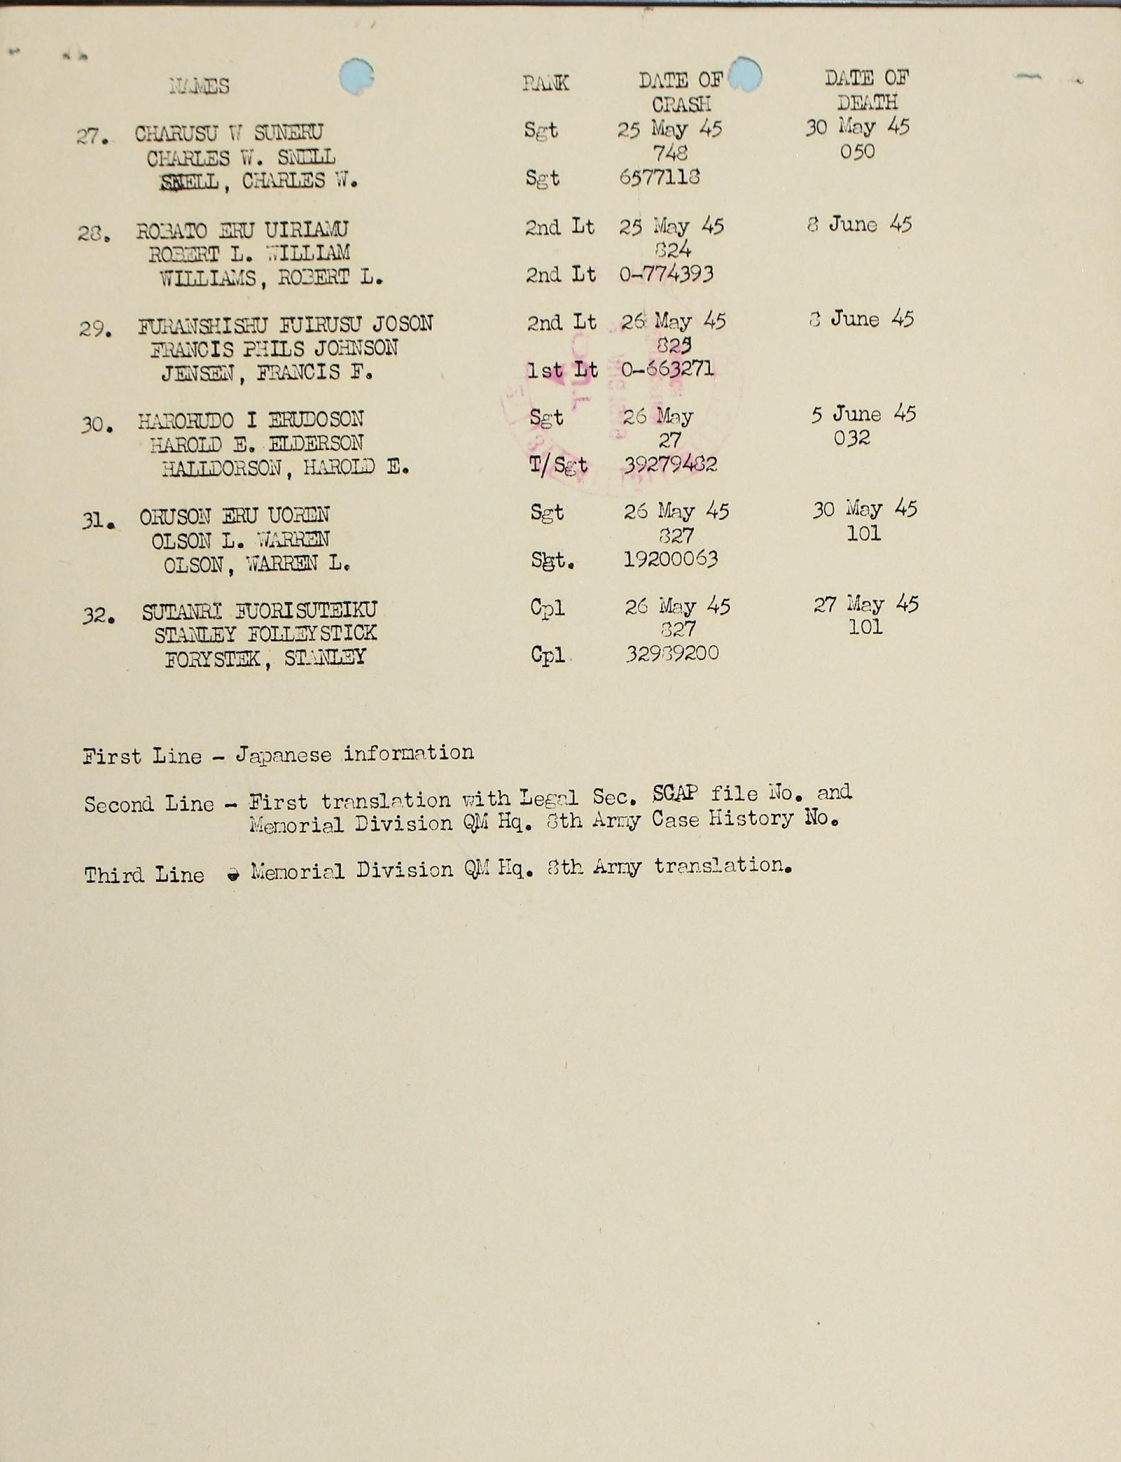 NAMES RANK DATE OF CRASH DATE OF DEATH
27. CHARUSU W SUNERU Sgt 25 May 45 30 May 45
CHARLES W. SNELL 748 050
SNELL, CHARLES W. Sgt 6577118
28. ROBATO ERU UIRIAMU 2nd Lt 25 May 45 8 June 45
ROBERT L. WILLIAM 824
WILLIAMS, ROBERT L. 2nd Lt 0-774393
29. FURANSHISHU FUIRUSU JOSON 2nd Lt 26 May 45 8 June 45
FRANCIS PHILS JOHNSON 825
JENSEN, FRANCIS F. 1st Lt 0-663271
30. HARORUDO I ERUDOSON Sgt 26 May 5 June 45
HAROLD E. ELDERSON 27 032
HALLDORSON, HAROLD E. T/Sgt 39279482
31. ORUSON ERU UOREN Sgt 26 May 45 30 May 45
OLSON L. WARREN 827 101
OLSON, WARREN L. Sgt. 19200063
32. SUTANRI FUORISUTEIKU Cpl 26 May 45 27 May 45
STANLEY FOLLEYSTICK 827 101
FORYSTEK, STANLEY Cpl 32989200
First Line - Japanese information
Second Line - First translation with Legal Sec. SCAP file No. and
Memorial Division QM Hq. 8th Army Case History No.
Third Line - Memorial Division QM Hq. 8th Army translation.